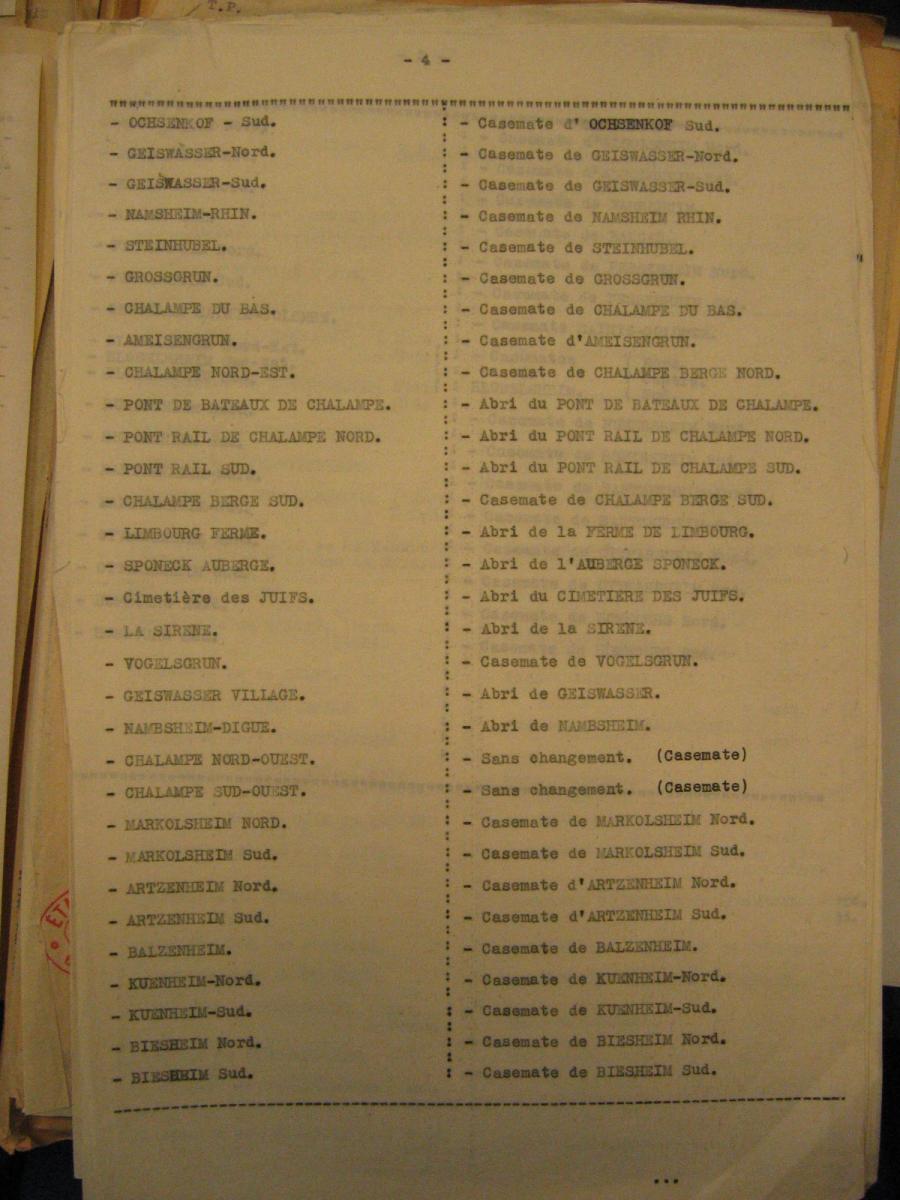 T.P.
- 4 -
- OCHSENKOF - Sud. : - Casemate d' OCHSENKOF Sud.
- GEISWASSER-Nord. : - Casemate de GEISWASSER-Nord.
- GEISWASSER-Sud. : - Casemate de GEISWASSER-Sud.
- NAMSHEIM-RHIN. : - Casemate de NAMSHEIM RHIN.
- STEINHUBEL. : - Casemate de STEINHUBEL.
- GROSSGRUN. : - Casemate de GROSSGRUN.
- CHALAMPE DU BAS. : - Casemate de CHALAMPE DU BAS.
- AMEISENGRUN. : - Casemate d'AMEISENGRUN.
- CHALAMPE NORD-EST. : - Casemate de CHALAMPE BERGE NORD.
- PONT DE BATEAUX DE CHALAMPE. : - Abri du PONT DE BATEAUX DE CHALAMPE.
- PONT RAIL DE CHALAMPE NORD. : - Abri du PONT RAIL DE CHALAMPE NORD.
- PONT RAIL SUD. : - Abri du PONT RAIL DE CHALAMPE SUD.
- CHALAMPE BERGE SUD. : - Casemate de CHALAMPE BERGE SUD.
- LIMBOURG FERME. : - Abri de la FERME DE LIMBOURG.
- SPONECK AUBERGE. : - Abri de l'AUBERGE SPONECK.
- Cimetière des JUIFS. : - Abri du CIMETIERE DES JUIFS.
- LA SIRENE. : - Abri de la SIRENE.
- VOGELSGRUN. : - Casemate de VOGELSGRUN.
- GEISWASSER VILLAGE. : - Abri de GEISWASSER.
- NAMBSHEIM-DIGUE. : - Abri de NAMBSHEIM.
- CHALAMPE NORD-OUEST. : - Sans changement. (Casemate)
- CHALAMPE SUD-OUEST. : - Sans changement. (Casemate)
- MARKOLSHEIM NORD. : - Casemate de MARKOLSHEIM Nord.
- MARKOLSHEIM Sud. : - Casemate de MARKOLSHEIM Sud.
- ARTZENHEIM Nord. : - Casemate d'ARTZENHEIM Nord.
- ARTZENHEIM Sud. : - Casemate d'ARTZENHEIM Sud.
- BALZENHEIM. : - Casemate de BALZENHEIM.
- KUENHEIM-Nord. : - Casemate de KUENHEIM-Nord.
- KUENHEIM-Sud. : - Casemate de KUENHEIM-Sud.
- BIESHEIM Nord. : - Casemate de BIESHEIM Nord.
- BIESHEIM Sud. : - Casemate de BIESHEIM Sud.
...